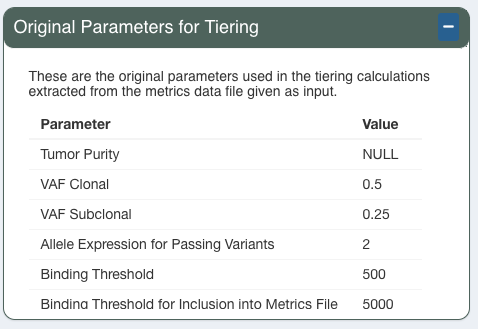 Original Parameters for Tiering
These are the original parameters used in the tiering calculations
extracted from the metrics data file given as input.
Parameter Value
Tumor Purity NULL
VAF Clonal 0.5
VAF Subclonal 0.25
Allele Expression for Passing Variants 2
Binding Threshold 500
Binding Threshold for Inclusion into Metrics File 5000